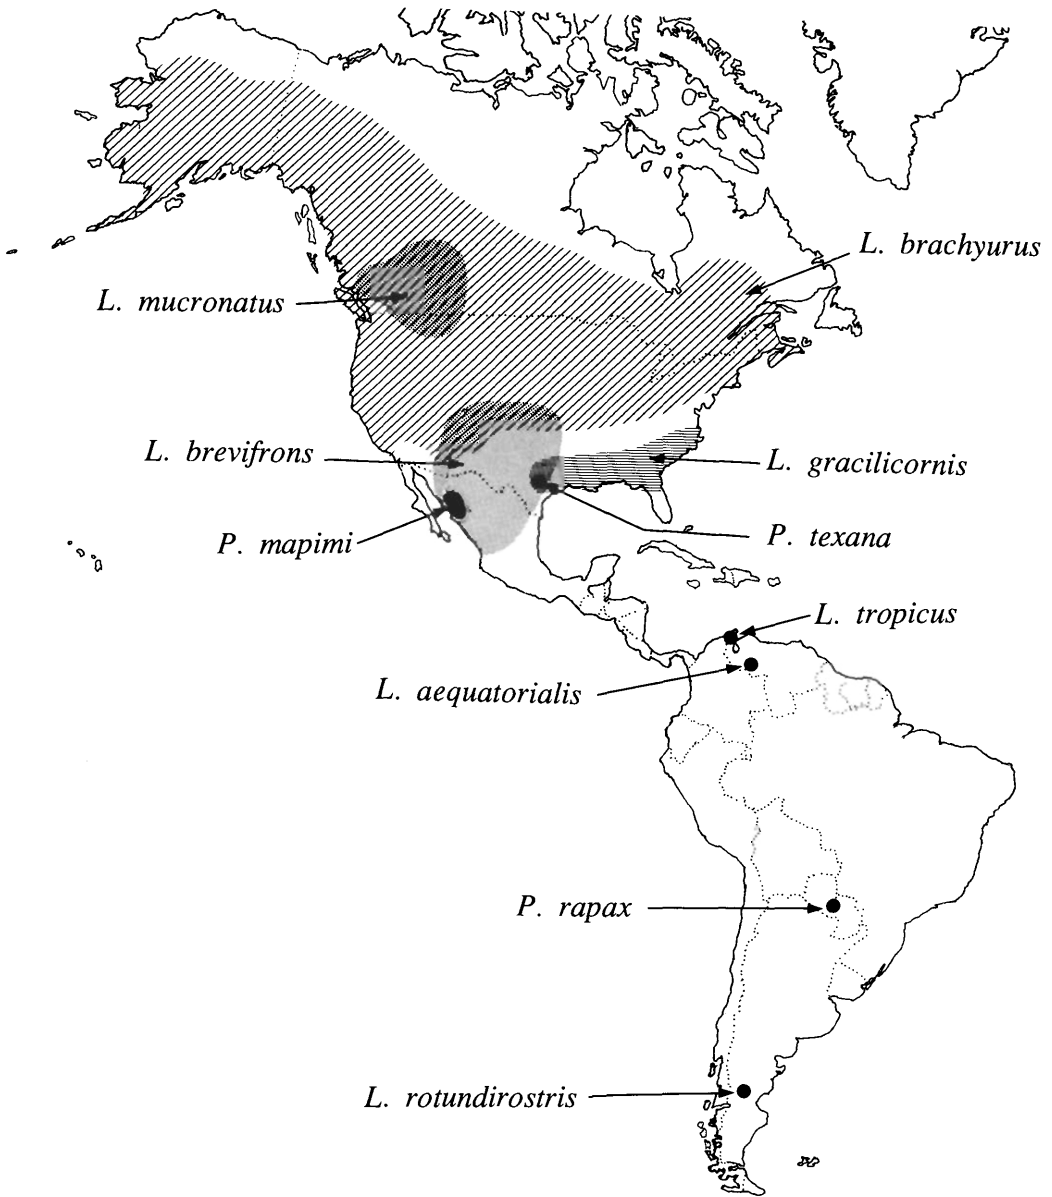 L. brachyurus
L. mucronatus
L. brevifrons
L. gracilicornis
P. mapimi
P. texana
L. tropicus
L. aequatorialis
P. rapax
L. rotundirostris